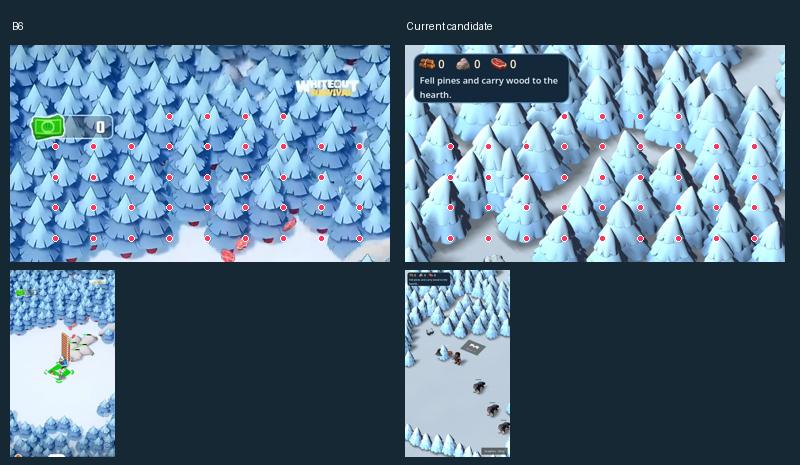 B6
Current candidate
WHITEOUT
SURVIVAL
0
0 0 0
Fell pines and carry wood to the
hearth.